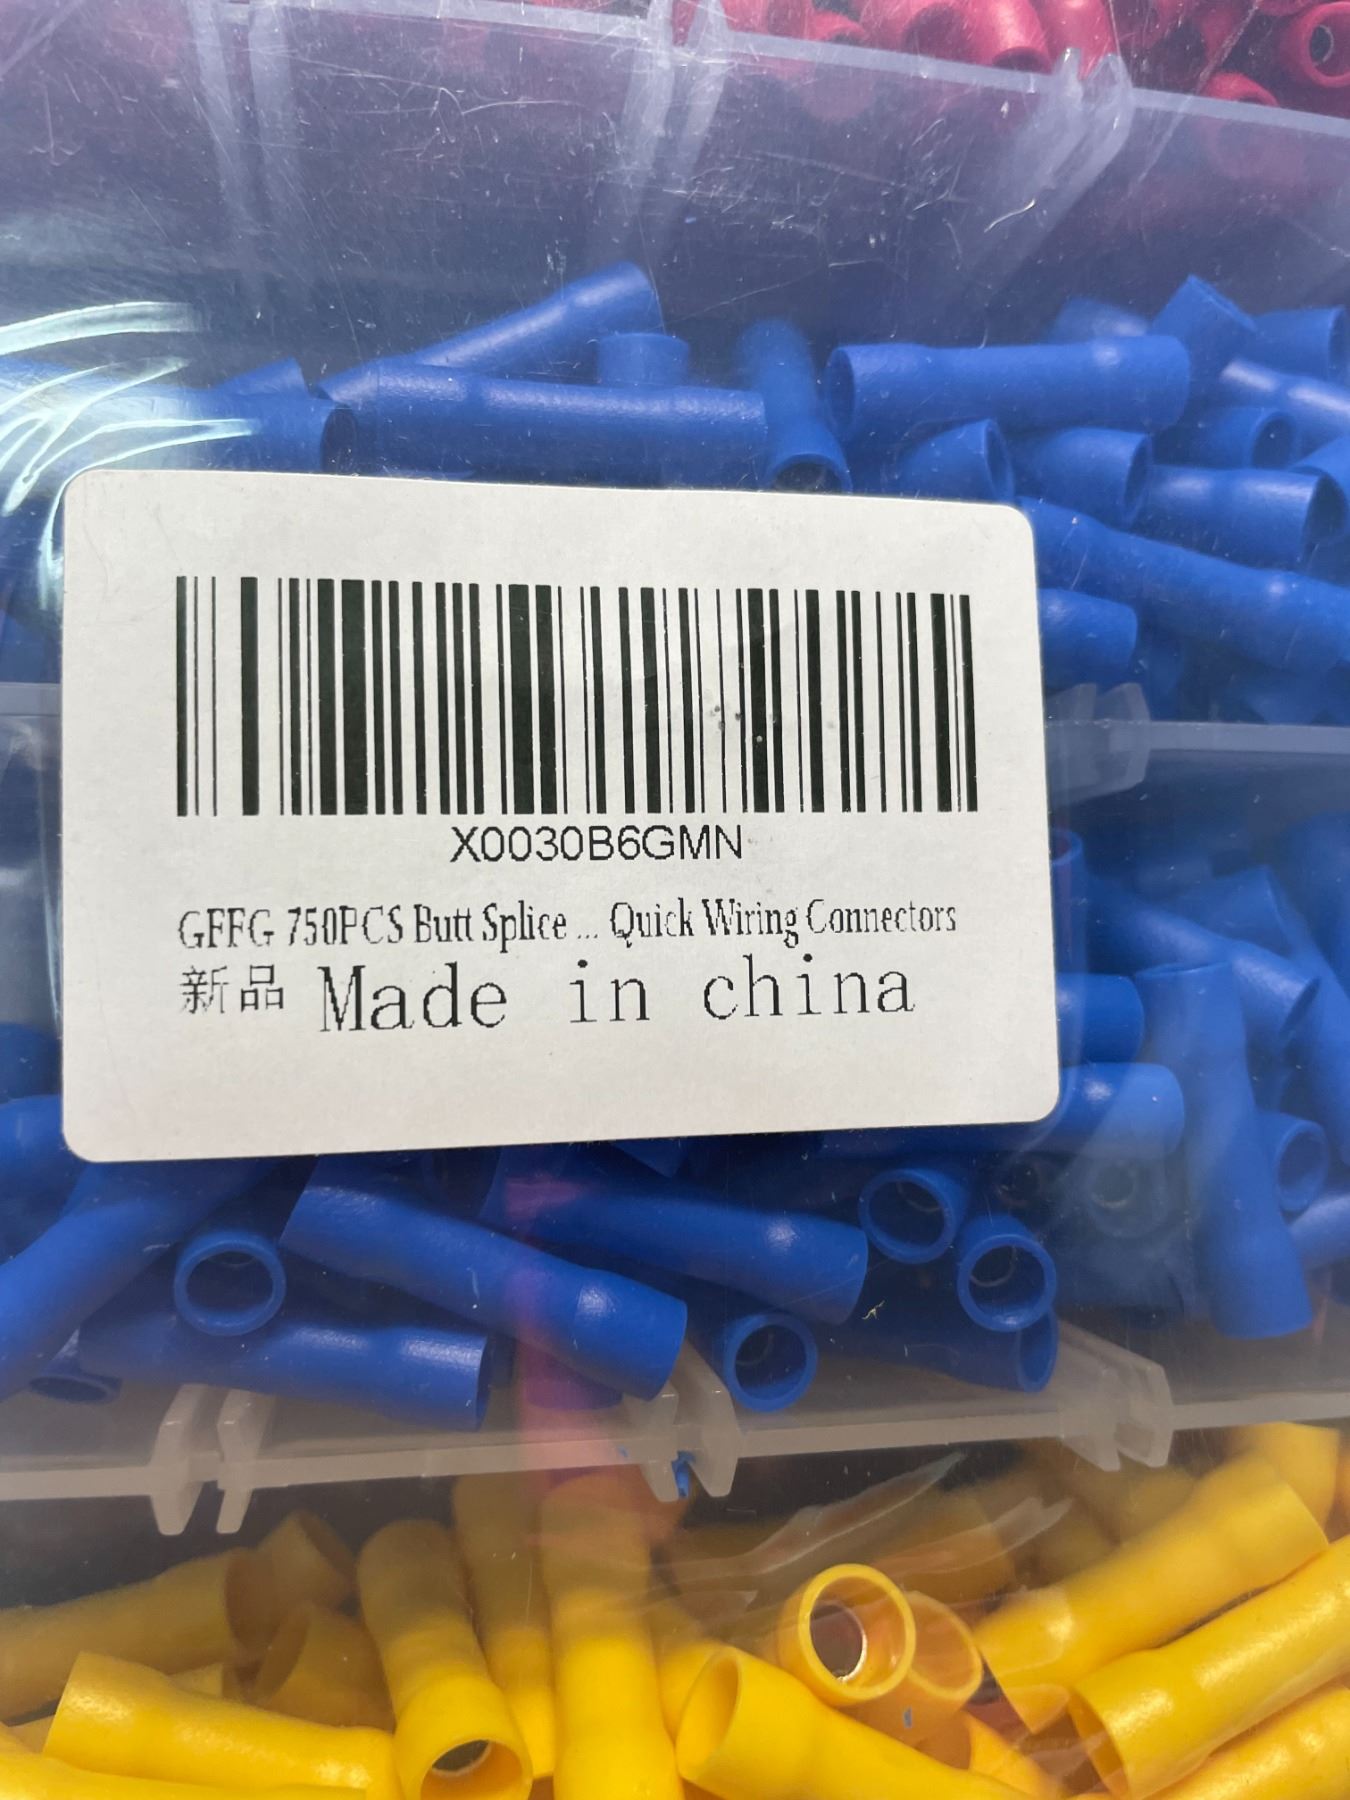 X0030B6GMN
GFFG 750PCS Butt Splice ... Quick Wiring Connectors
新品 Made in china